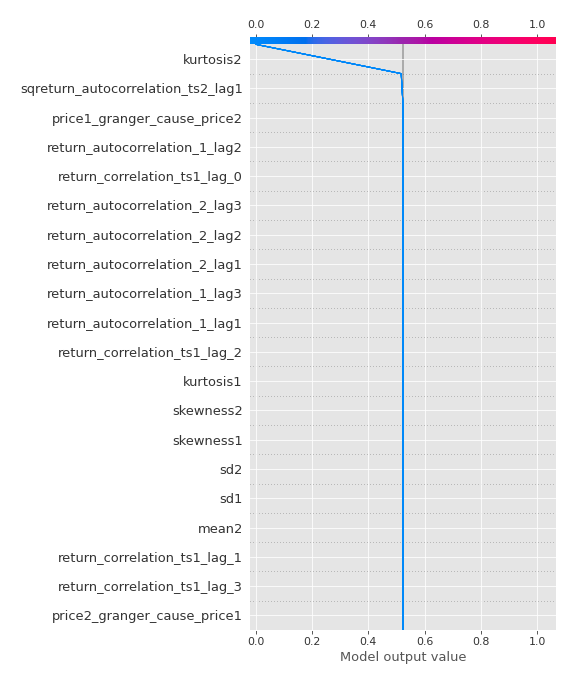 0.0 0.2 0.4 0.6 0.8 1.0
kurtosis2
sqreturn_autocorrelation_ts2_lag1
price1_granger_cause_price2
return_autocorrelation_1_lag2
return_correlation_ts1_lag_0
return_autocorrelation_2_lag3
return_autocorrelation_2_lag2
return_autocorrelation_2_lag1
return_autocorrelation_1_lag3
return_autocorrelation_1_lag1
return_correlation_ts1_lag_2
kurtosis1
skewness2
skewness1
sd2
sd1
mean2
return_correlation_ts1_lag_1
return_correlation_ts1_lag_3
price2_granger_cause_price1
0.0 0.2 0.4 0.6 0.8 1.0
Model output value